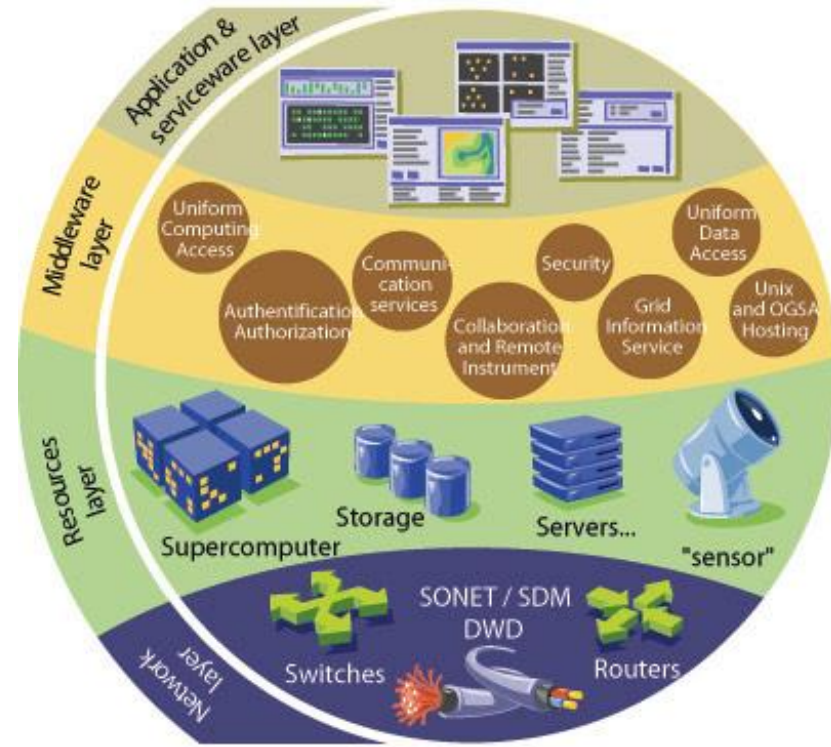 Application &
serviceware layer
Middleware
layer
Uniform
Computing
Access
Authentification
Authorization
Communi-
cation
services
Collaboration
and Remote
Instrument
Security
Grid
Information
Service
Uniform
Data
Access
Unix
and OGSA
Hosting
Resources
layer
Supercomputer
Storage
Servers...
"sensor"
Network
layer
SONET / SDM
DWD
Switches
Routers